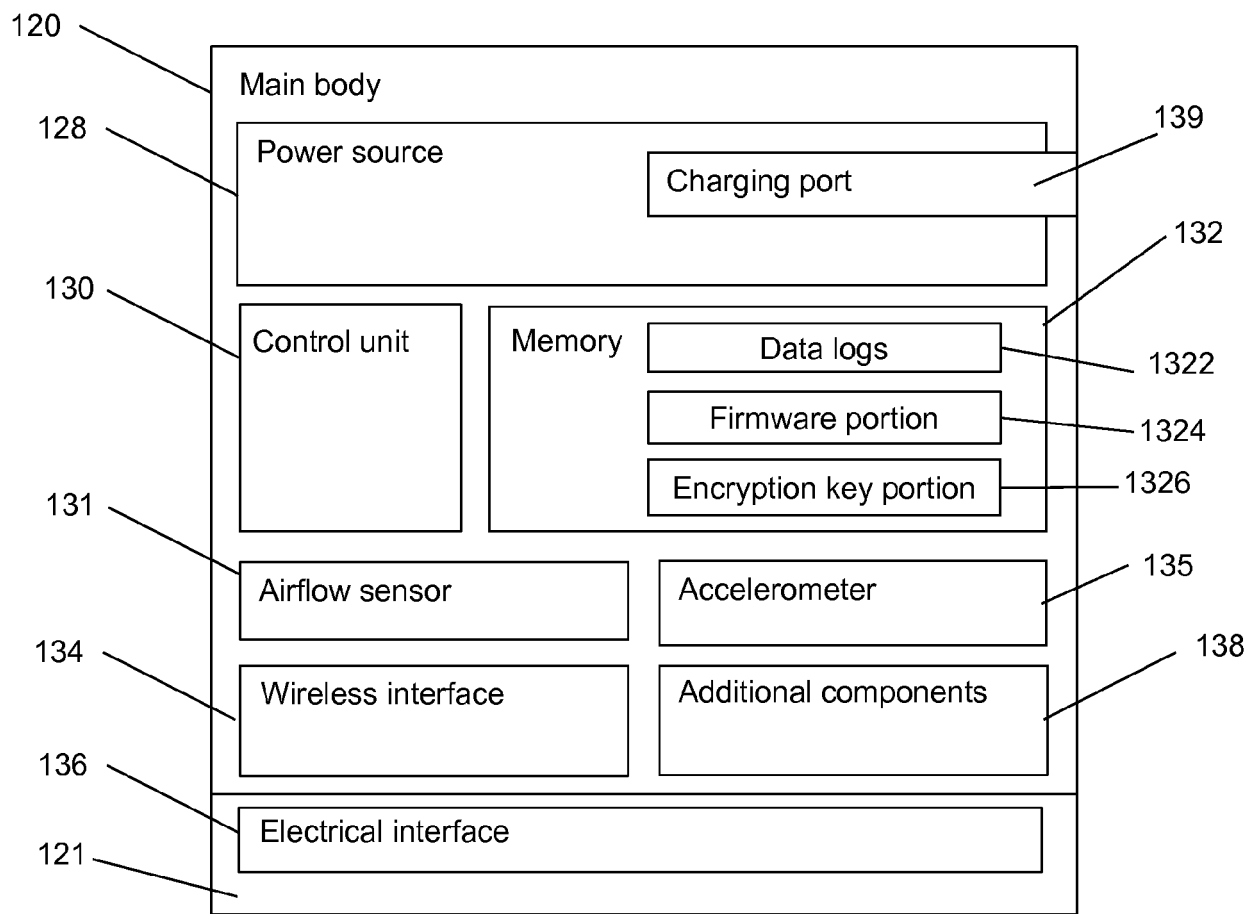 120
Main body
128
139
Power source
Charging port
132
130
Control unit
Memory
Data logs
1322
Firmware portion
1324
Encryption key portion
1326
131
Airflow sensor
Accelerometer
135
134
138
Wireless interface
Additional components
136
Electrical interface
121